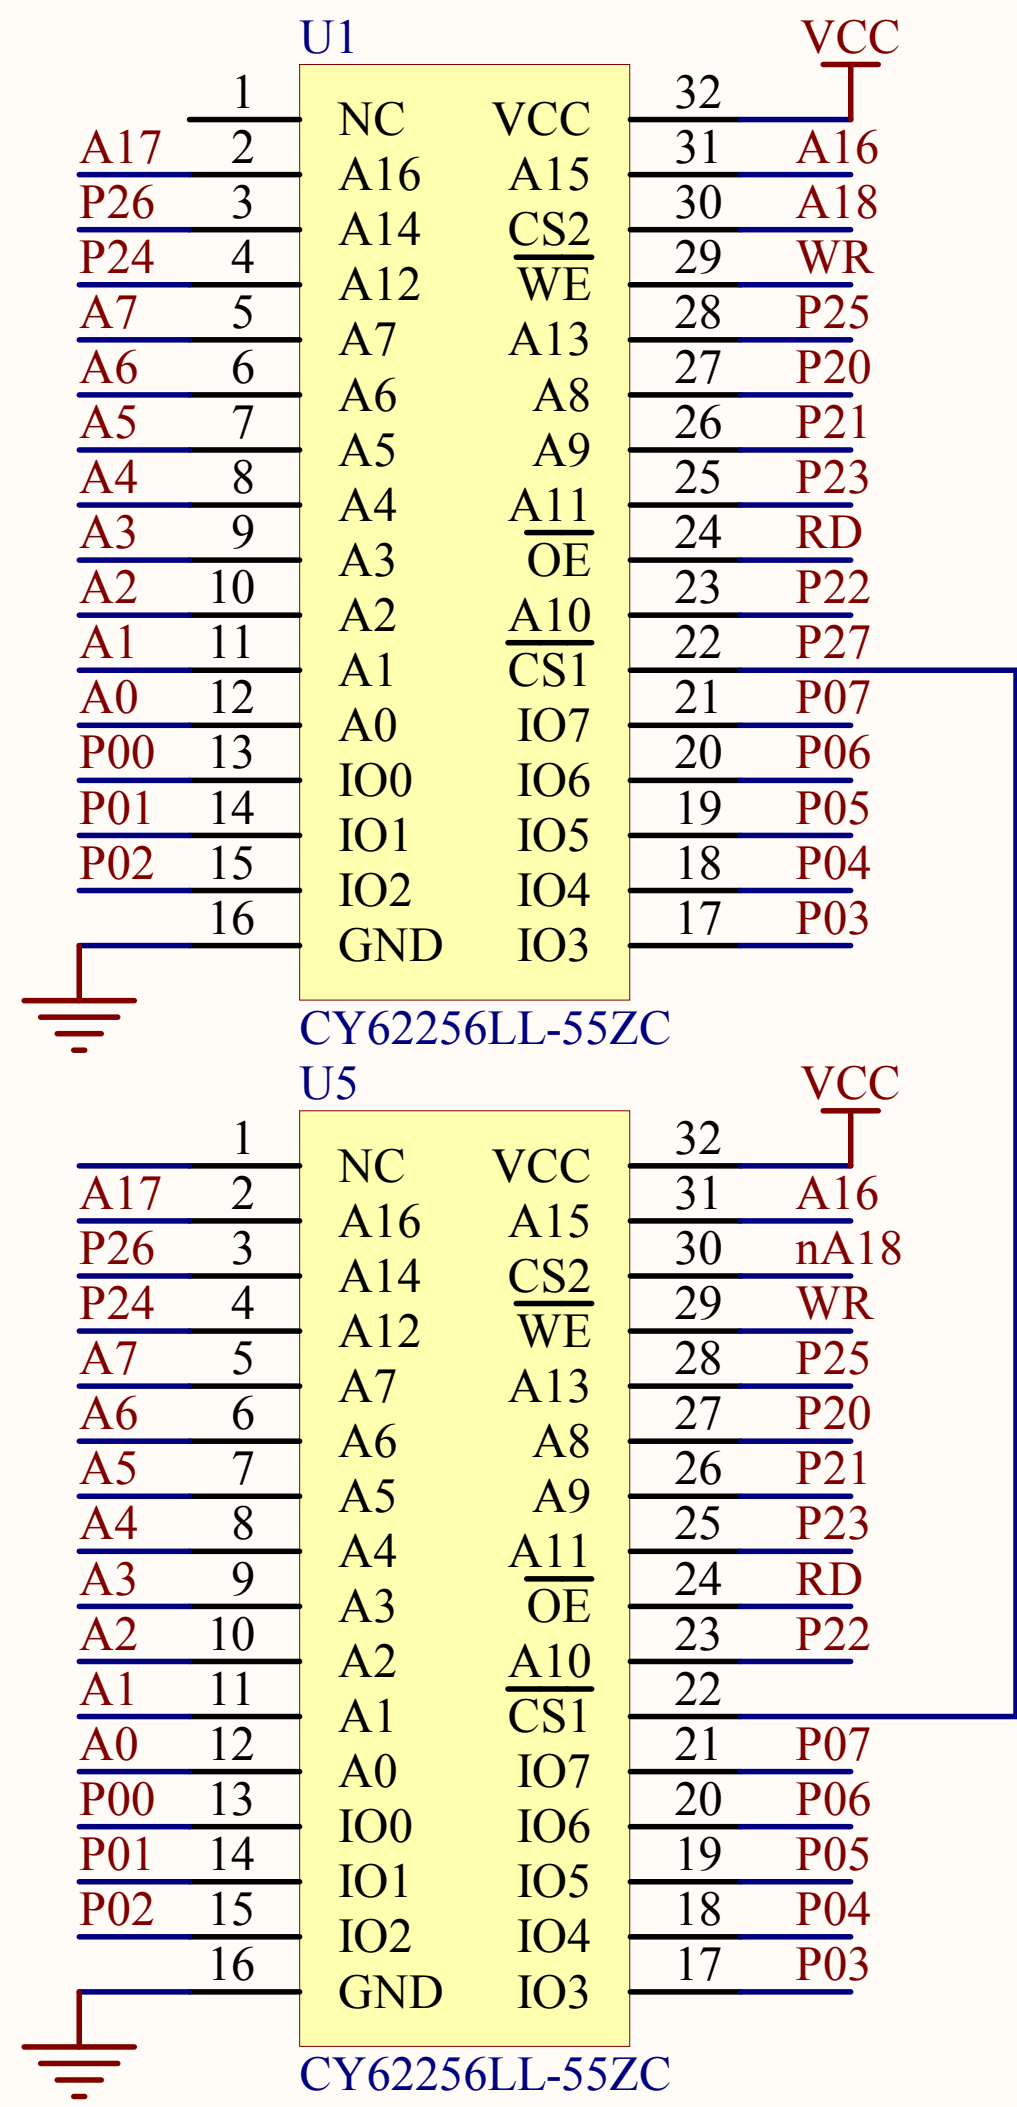 U1 VCC
1 NC VCC 32
A17 2 A16 A15 31 A16
P26 3 A14 CS2 30 A18
P24 4 A12 WE 29 WR
A7 5 A7 A13 28 P25
A6 6 A6 A8 27 P20
A5 7 A5 A9 26 P21
A4 8 A4 A11 25 P23
A3 9 A3 OE 24 RD
A2 10 A2 A10 23 P22
A1 11 A1 CS1 22 P27
A0 12 A0 IO7 21 P07
P00 13 IO0 IO6 20 P06
P01 14 IO1 IO5 19 P05
P02 15 IO2 IO4 18 P04
16 GND IO3 17 P03
CY62256LL-55ZC
U5 VCC
1 NC VCC 32
A17 2 A16 A15 31 A16
P26 3 A14 CS2 30 nA18
P24 4 A12 WE 29 WR
A7 5 A7 A13 28 P25
A6 6 A6 A8 27 P20
A5 7 A5 A9 26 P21
A4 8 A4 A11 25 P23
A3 9 A3 OE 24 RD
A2 10 A2 A10 23 P22
A1 11 A1 CS1 22
A0 12 A0 IO7 21 P07
P00 13 IO0 IO6 20 P06
P01 14 IO1 IO5 19 P05
P02 15 IO2 IO4 18 P04
16 GND IO3 17 P03
CY62256LL-55ZC